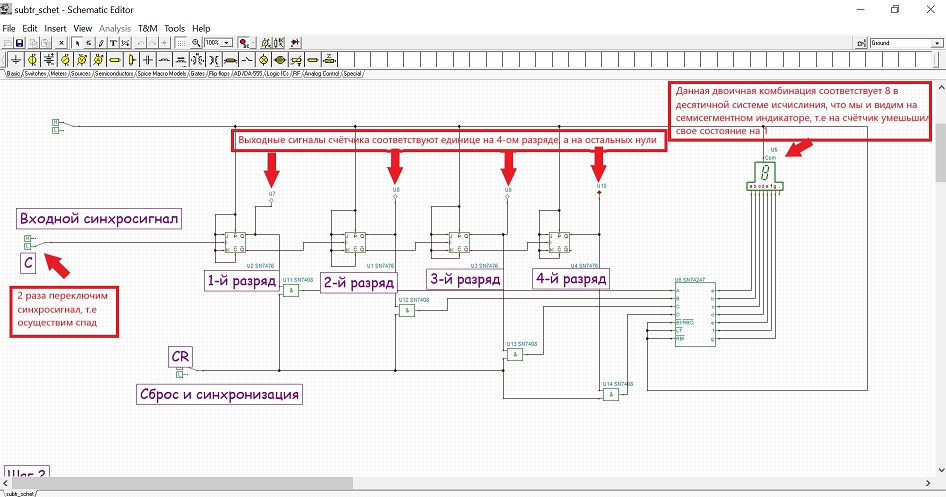 subtr_schet - Schematic Editor
File Edit Insert View Analysis T&M Tools Help
100%
Ground
Basic Switches Meters Sources Semiconductors Spice Macro Models Gates Flip-flops AD/DA-555 Logic ICs RF Analog Control Special
Данная двоичная комбинация соответствует 8 в
десятичной системе исчислиния, что мы и видим на
семисегментном индикаторе, т.е на счётчик умешьшил
свое состояние на 1
H
L
Выходные сигналы счётчика соответствуют единице на 4-ом разряде, а на остальных нули
U5
Com
a b c d e f g
U7
U8
U9
U10
Входной синхросигнал
H
L
C
J P Q
J P Q
J P Q
J P Q
U2 SN7476
U1 SN7476
U3 SN7476
U4 SN7476
1-й разряд
2-й разряд
3-й разряд
4-й разряд
U11 SN7408
&
U12 SN7408
&
U6 SN74247
A a
B b
C c
D d
BI/RBO e
LT f
RBI g
2 раза переключим
синхросигнал, т.е
осуществим спад
U13 SN7408
&
CR
L
U14 SN7408
&
Сброс и синхронизация
Шаг 2
subtr_schet